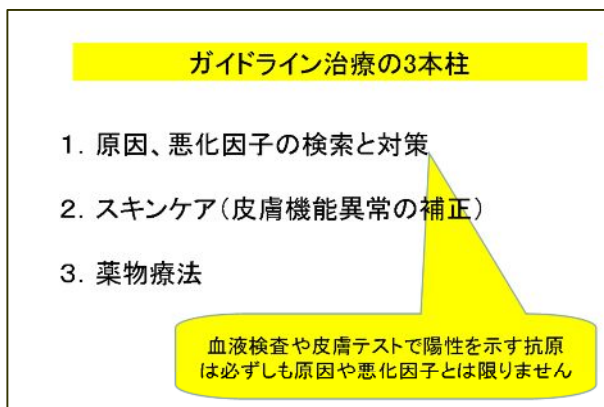 ガイドライン治療の3本柱
1. 原因、悪化因子の検索と対策
2. スキンケア(皮膚機能異常の補正)
3. 薬物療法
血液検査や皮膚テストで陽性を示す抗原
は必ずしも原因や悪化因子とは限りません